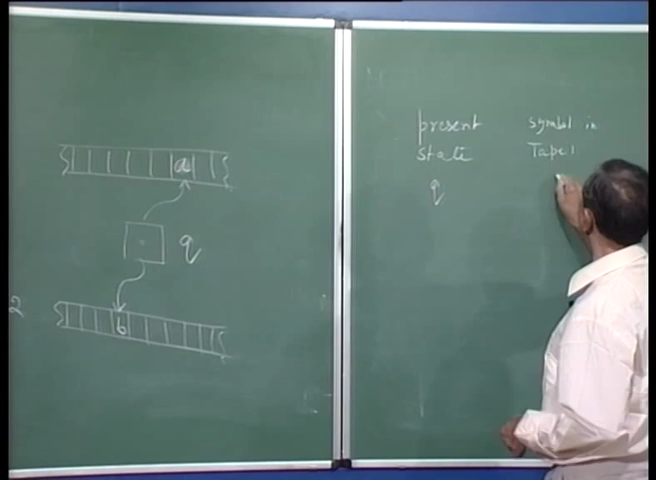 a
q
2
b
present
state
q
symbol in
Tape 1